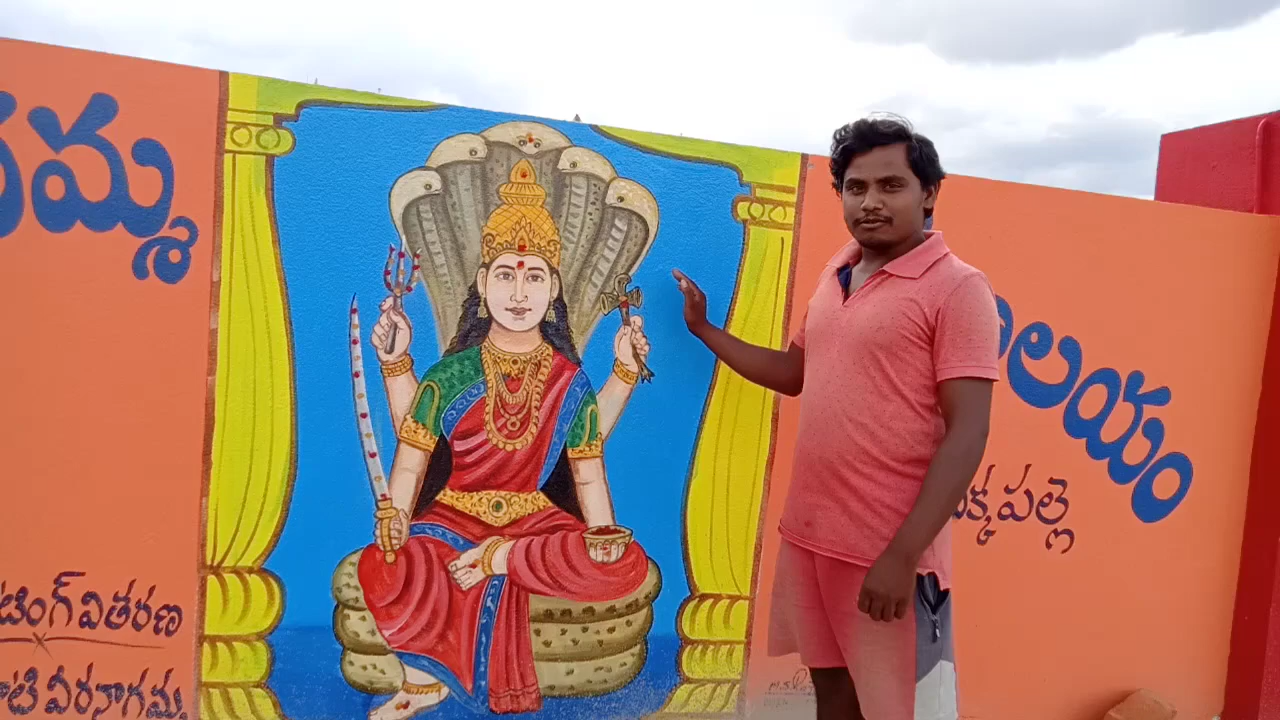 మ్మ
ాలయం
క్కపల్లె
టింగ్ వితరణ
టి వీరనాగమ్మ
M.S.